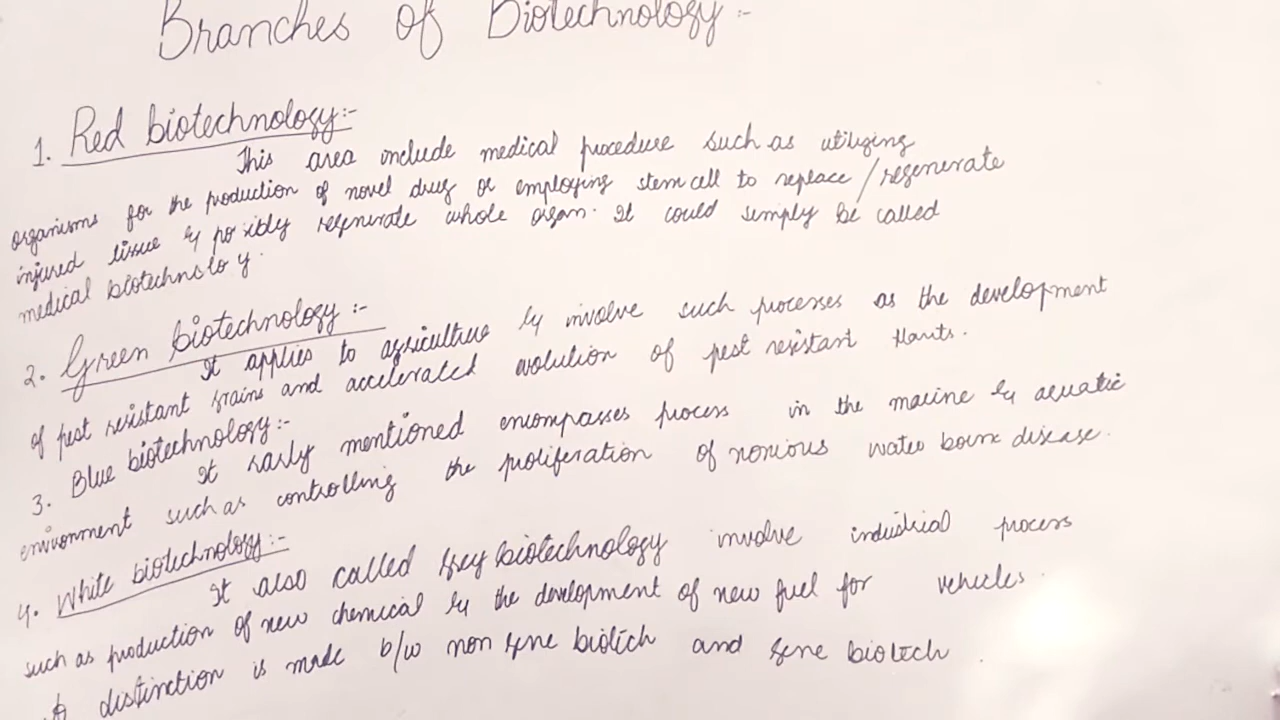 Branches of Biotechnology :-
1. Red biotechnology:-
This area include medical procedure such as utilizing
organisms for the production of novel drug or employing stem cell to replace / regenerate
injured tissue & possibly regenerate whole organ. It could simply be called
medical biotechnology.
2. Green biotechnology :-
It applies to agriculture & involve such processes as the development
of pest resistant grains and accelerated evolution of pest resistant Plants.
3. Blue biotechnology:-
It rarly mentioned encompasses process in the marine & aquatic
environment such as controlling the proliferation of noxious water borne disease.
4. White biotechnology:-
It also called grey biotechnology involve industrial process
such as production of new chemical & the development of new fuel for vehicles.
A distinction is made b/w non gene biotech and gene biotech.